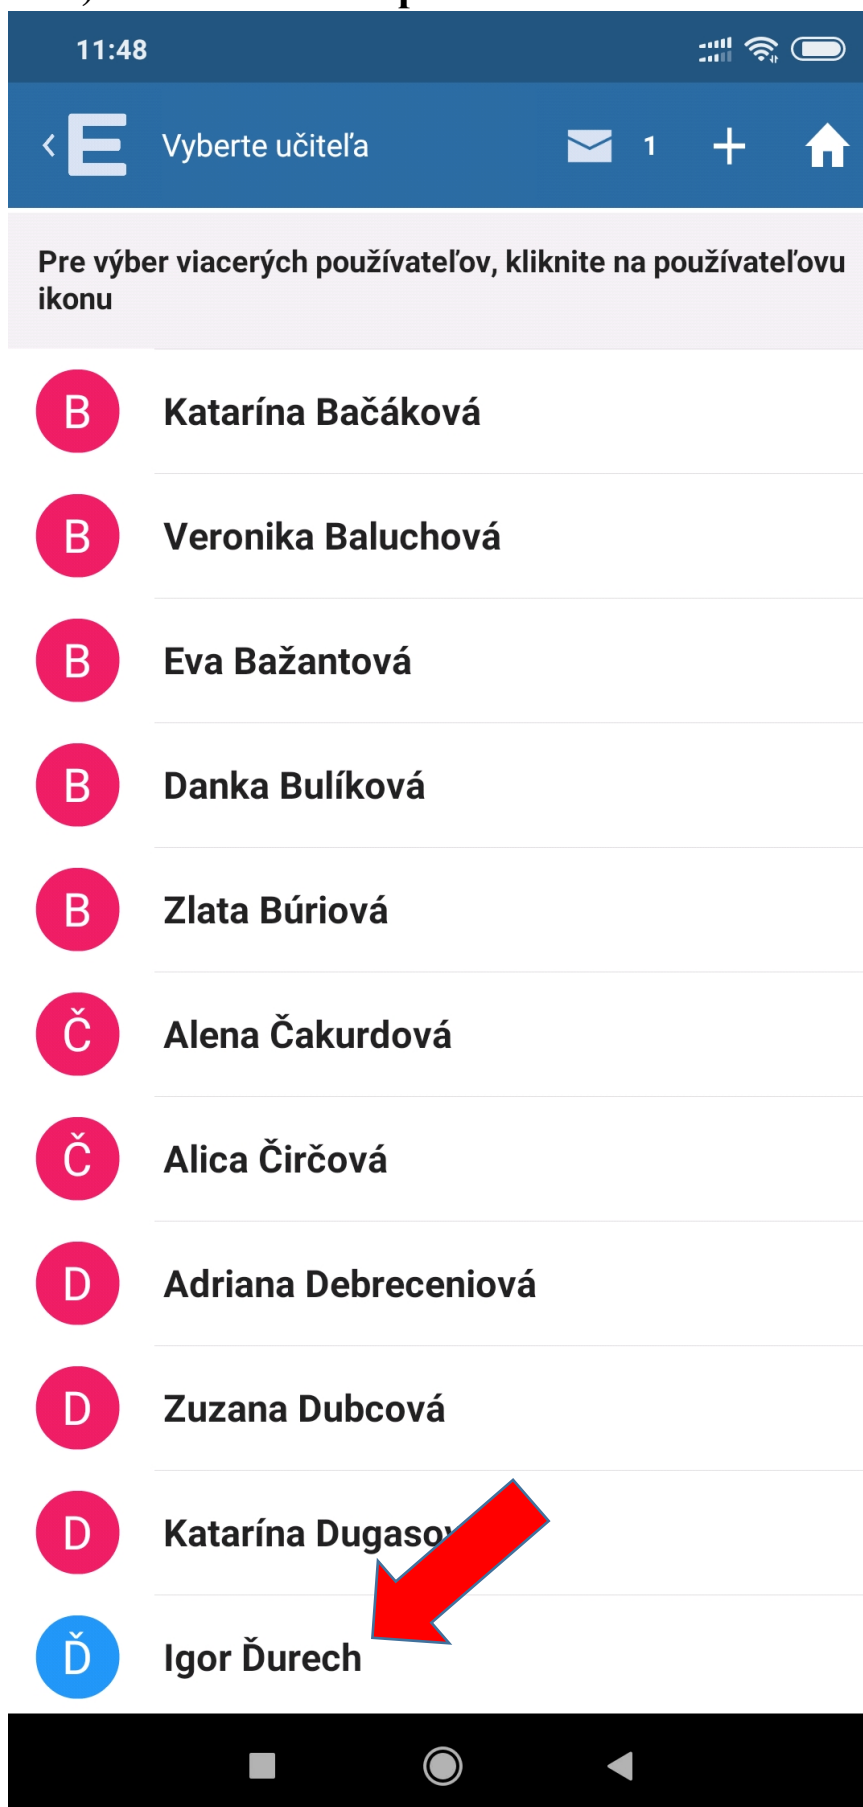 11:48
E Vyberte učiteľa 1
Pre výber viacerých používateľov, kliknite na používateľovu
ikonu
B Katarína Bačáková
B Veronika Baluchová
B Eva Bažantová
B Danka Bulíková
B Zlata Búriová
Č Alena Čakurdová
Č Alica Čirčová
D Adriana Debreceniová
D Zuzana Dubcová
D Katarína
Ď Igor Ďurech